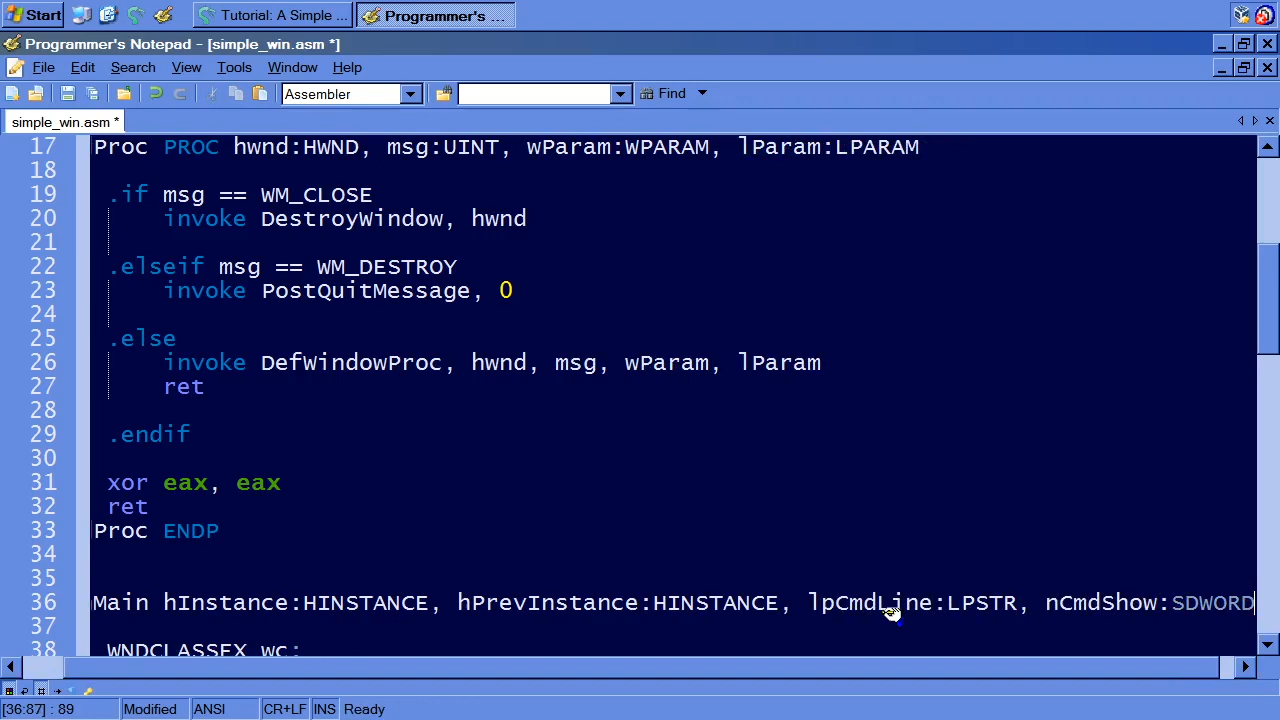 Start Tutorial: A Simple ... Programmer's ...
Programmer's Notepad - [simple_win.asm *]
File Edit Search View Tools Window Help
Assembler Find
simple_win.asm *
17 Proc PROC hwnd:HWND, msg:UINT, wParam:WPARAM, lParam:LPARAM
18
19 .if msg == WM_CLOSE
20 invoke DestroyWindow, hwnd
21
22 .elseif msg == WM_DESTROY
23 invoke PostQuitMessage, 0
24
25 .else
26 invoke DefWindowProc, hwnd, msg, wParam, lParam
27 ret
28
29 .endif
30
31 xor eax, eax
32 ret
33 Proc ENDP
34
35
36 Main hInstance:HINSTANCE, hPrevInstance:HINSTANCE, lpCmdLine:LPSTR, nCmdShow:SDWORD
37
38 WNDCLASSEX wc;
[36:87] : 89 Modified ANSI CR+LF INS Ready